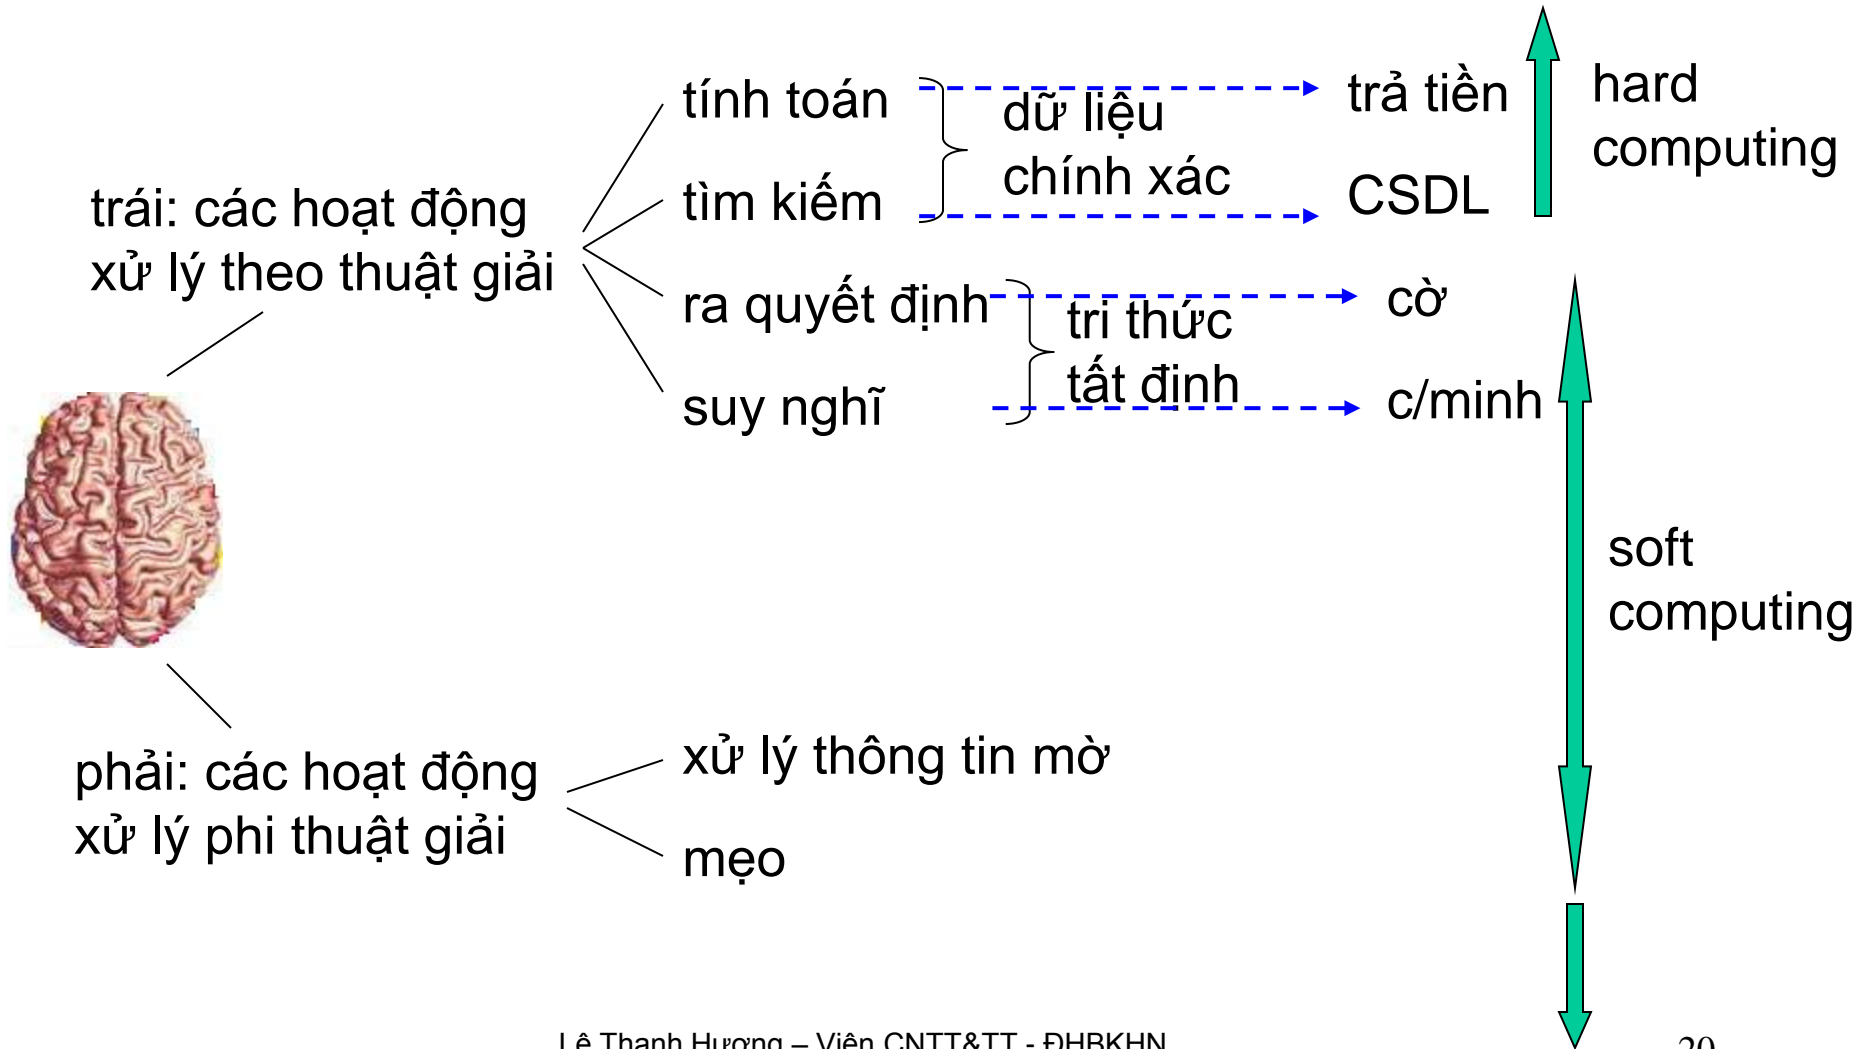 tính toán
tìm kiếm
ra quyết định
suy nghĩ
dữ liệu
chính xác
tri thức
tất định
trả tiền
CSDL
cờ
c/minh
hard
computing
trái: các hoạt động
xử lý theo thuật giải
soft
computing
phải: các hoạt động
xử lý phi thuật giải
xử lý thông tin mờ
mẹo
Lê Thanh Hương – Viện CNTT&TT - ĐHBKHN
20